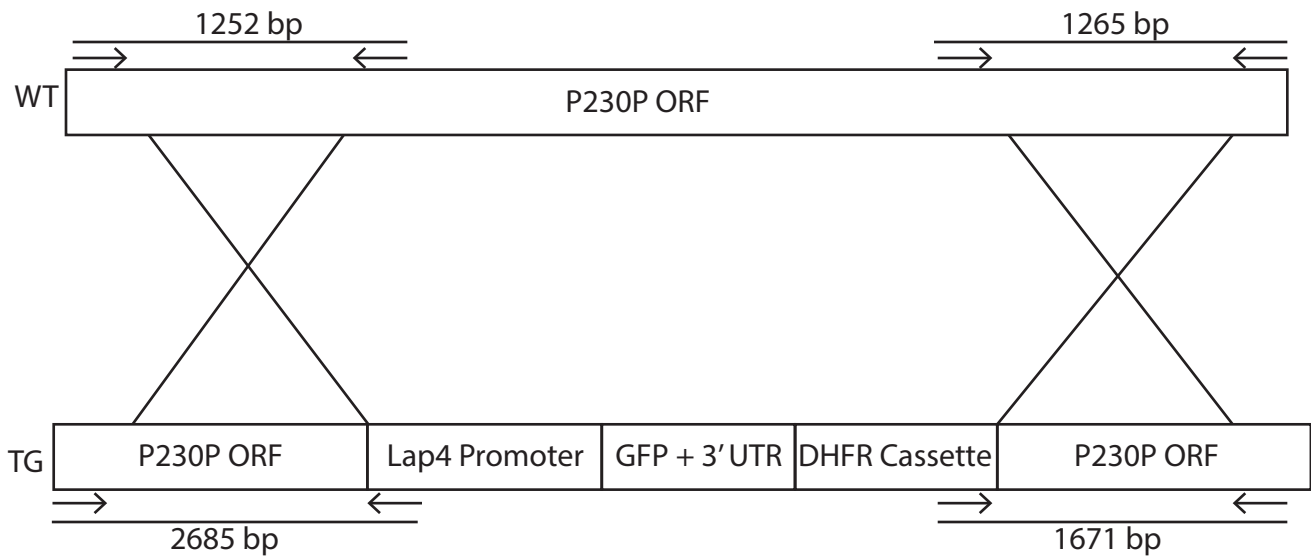 1252 bp
1265 bp
WT
P230P ORF
TG
P230P ORF
Lap4 Promoter
GFP + 3’ UTR
DHFR Cassette
P230P ORF
2685 bp
1671 bp